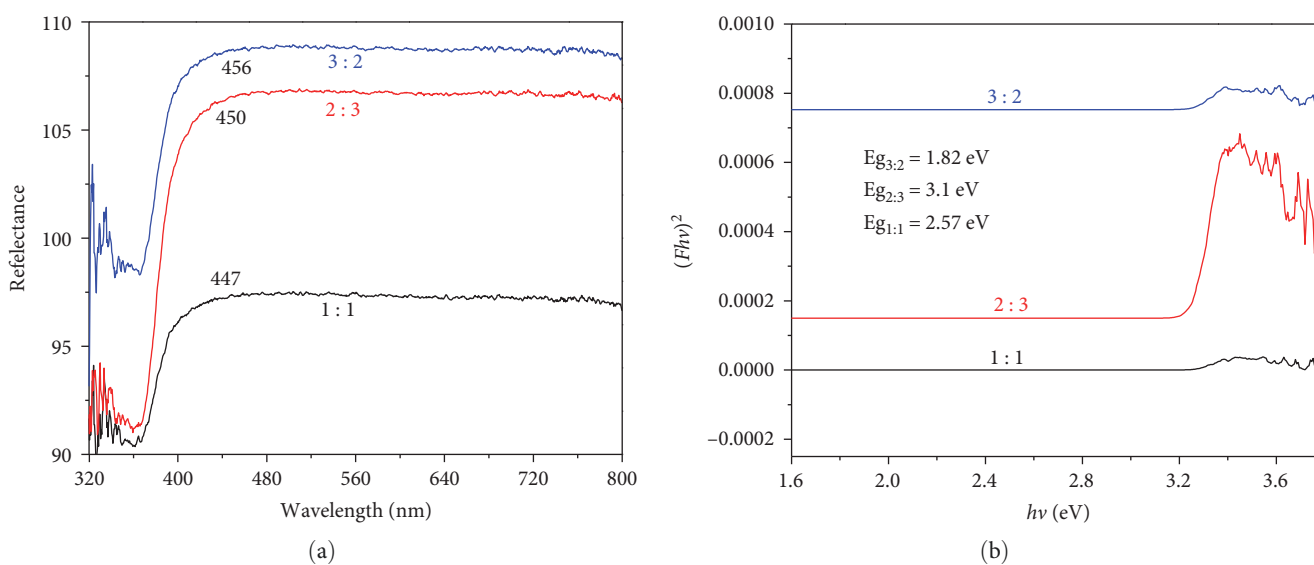 110
105
100
95
90
Refelectance
456
3 : 2
450
2 : 3
447
1 : 1
320 400 480 560 640 720 800
Wavelength (nm)
(a)
0.0010
0.0008
0.0006
0.0004
0.0002
0.0000
–0.0002
(Fhν)²
3 : 2
Eg3:2 = 1.82 eV
Eg2:3 = 3.1 eV
Eg1:1 = 2.57 eV
2 : 3
1 : 1
1.6 2.0 2.4 2.8 3.2 3.6
hν (eV)
(b)